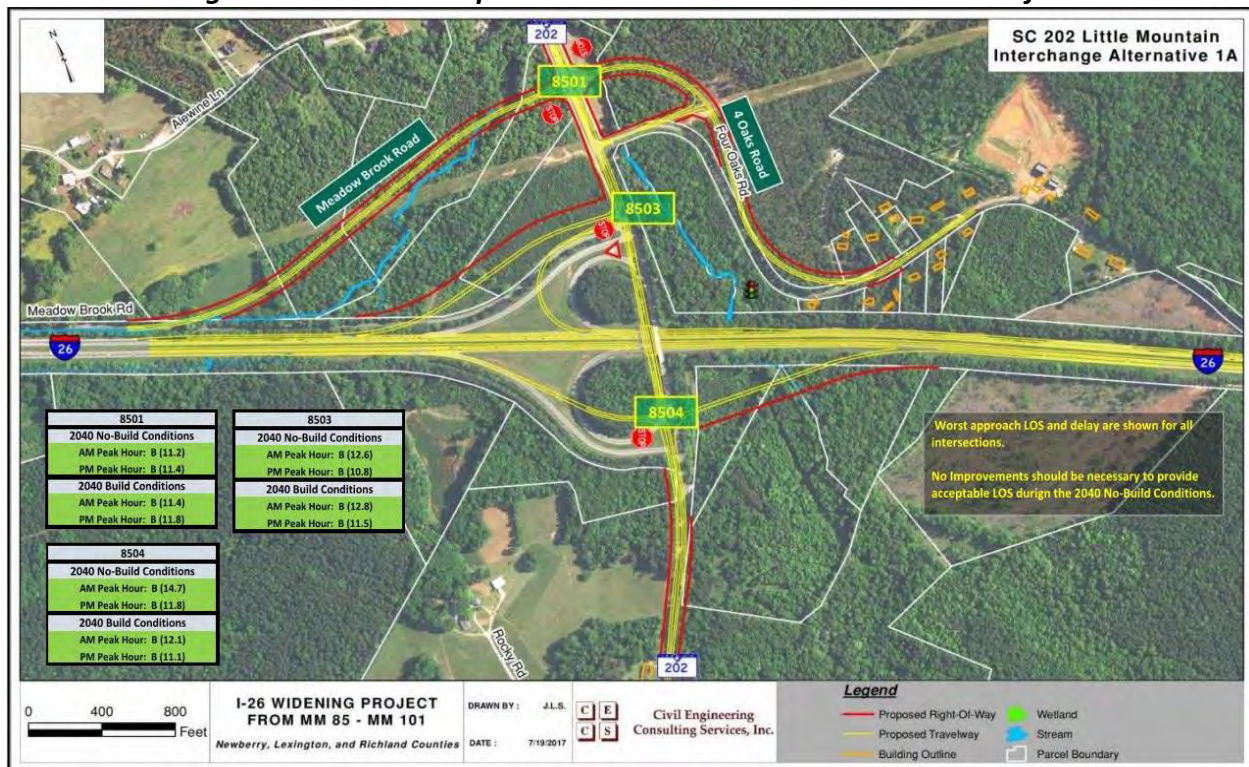 202
SC 202 Little Mountain
Interchange Alternative 1A
N
8501
STOP
STOP
Alewine Ln
Meadow Brook Road
4 Oaks Road
Four Oaks Rd.
8503
STOP
Meadow Brook Rd
26
26
8504
STOP
8501
2040 No-Build Conditions
AM Peak Hour: B (11.2)
PM Peak Hour: B (11.4)
2040 Build Conditions
AM Peak Hour: B (11.4)
PM Peak Hour: B (11.8)
8503
2040 No-Build Conditions
AM Peak Hour: B (12.6)
PM Peak Hour: B (10.8)
2040 Build Conditions
AM Peak Hour: B (12.8)
PM Peak Hour: B (11.5)
Worst approach LOS and delay are shown for all
intersections.
No Improvements should be necessary to provide
acceptable LOS durign the 2040 No-Build Conditions.
8504
2040 No-Build Conditions
AM Peak Hour: B (14.7)
PM Peak Hour: B (11.8)
2040 Build Conditions
AM Peak Hour: B (12.1)
PM Peak Hour: B (11.1)
Rocky Rd
202
0 400 800
Feet
I-26 WIDENING PROJECT
FROM MM 85 - MM 101
Newberry, Lexington, and Richland Counties
DRAWN BY : J.L.S.
DATE : 7/19/2017
C E
C S
Civil Engineering
Consulting Services, Inc.
Legend
Proposed Right-Of-Way
Proposed Travelway
Building Outline
Wetland
Stream
Parcel Boundary